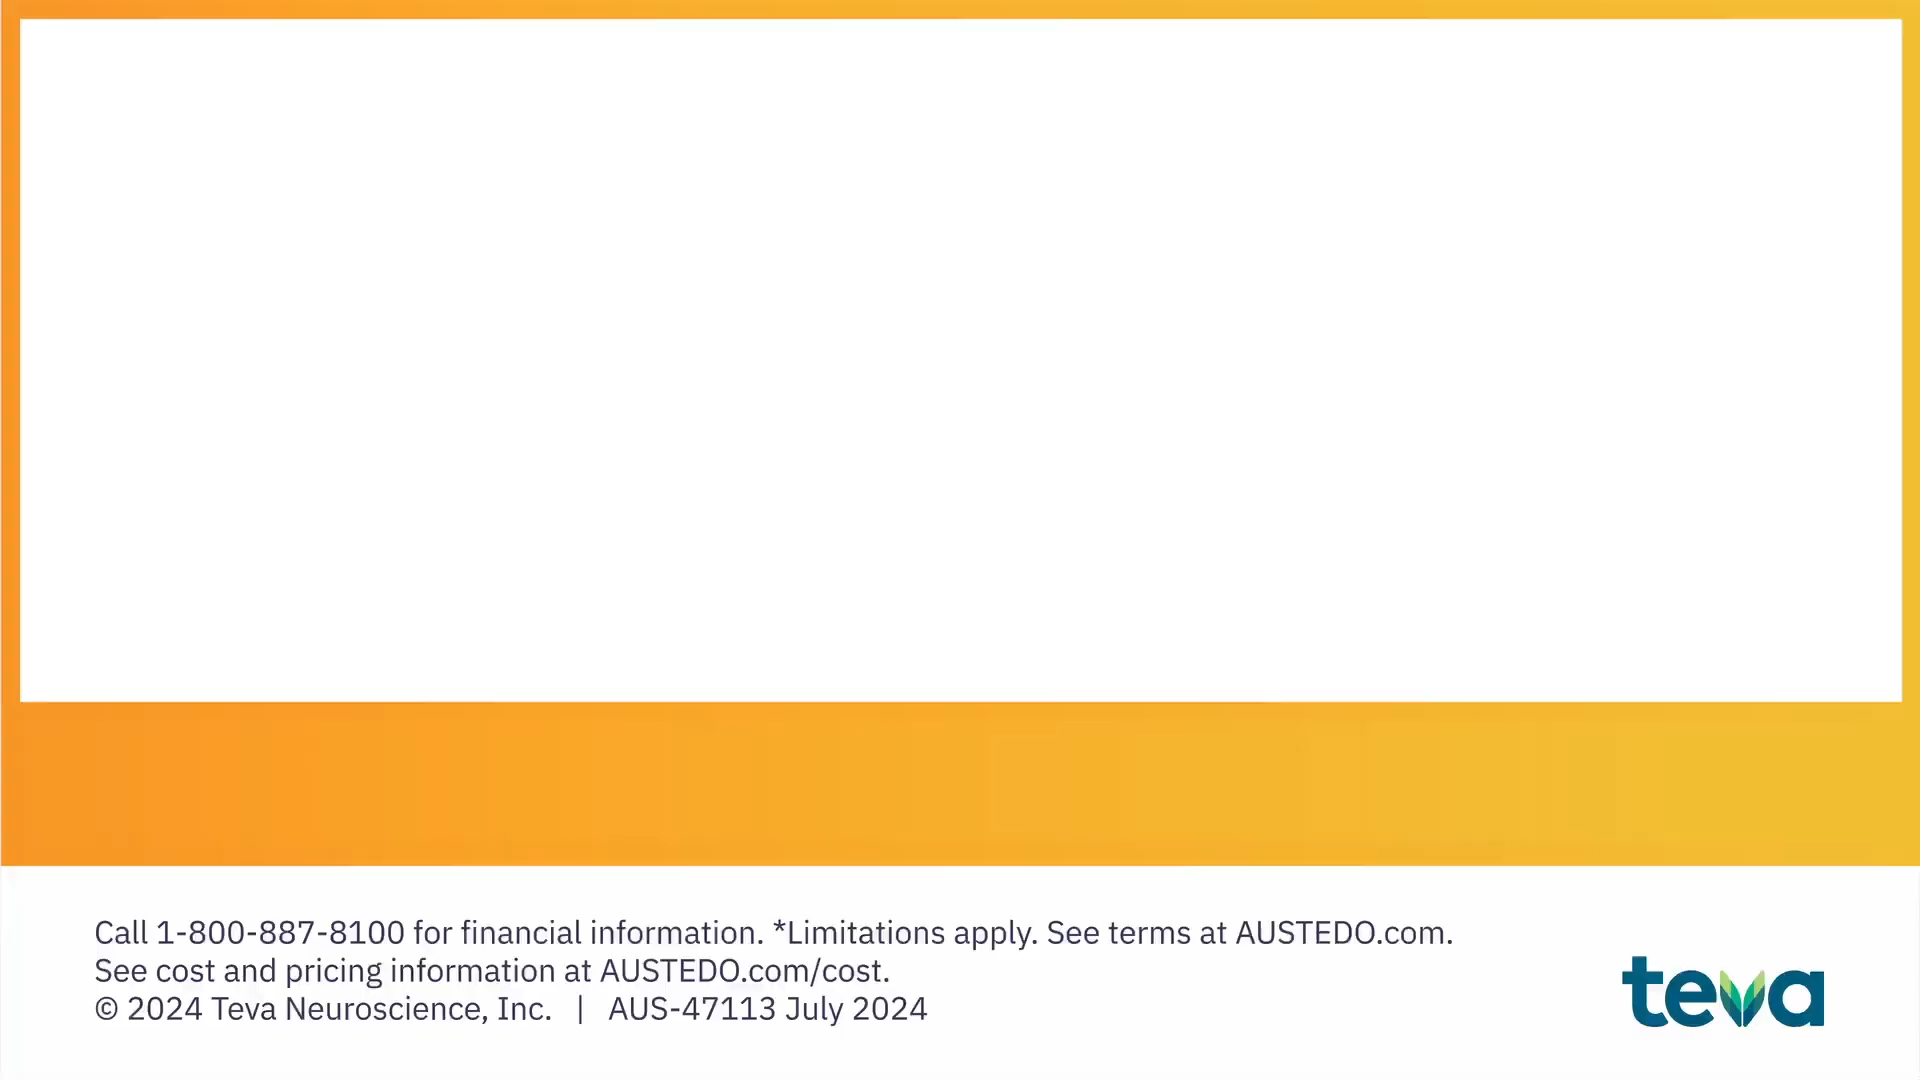 Call 1-800-887-8100 for financial information. *Limitations apply. See terms at AUSTEDO.com.
See cost and pricing information at AUSTEDO.com/cost.
© 2024 Teva Neuroscience, Inc. | AUS-47113 July 2024
teva